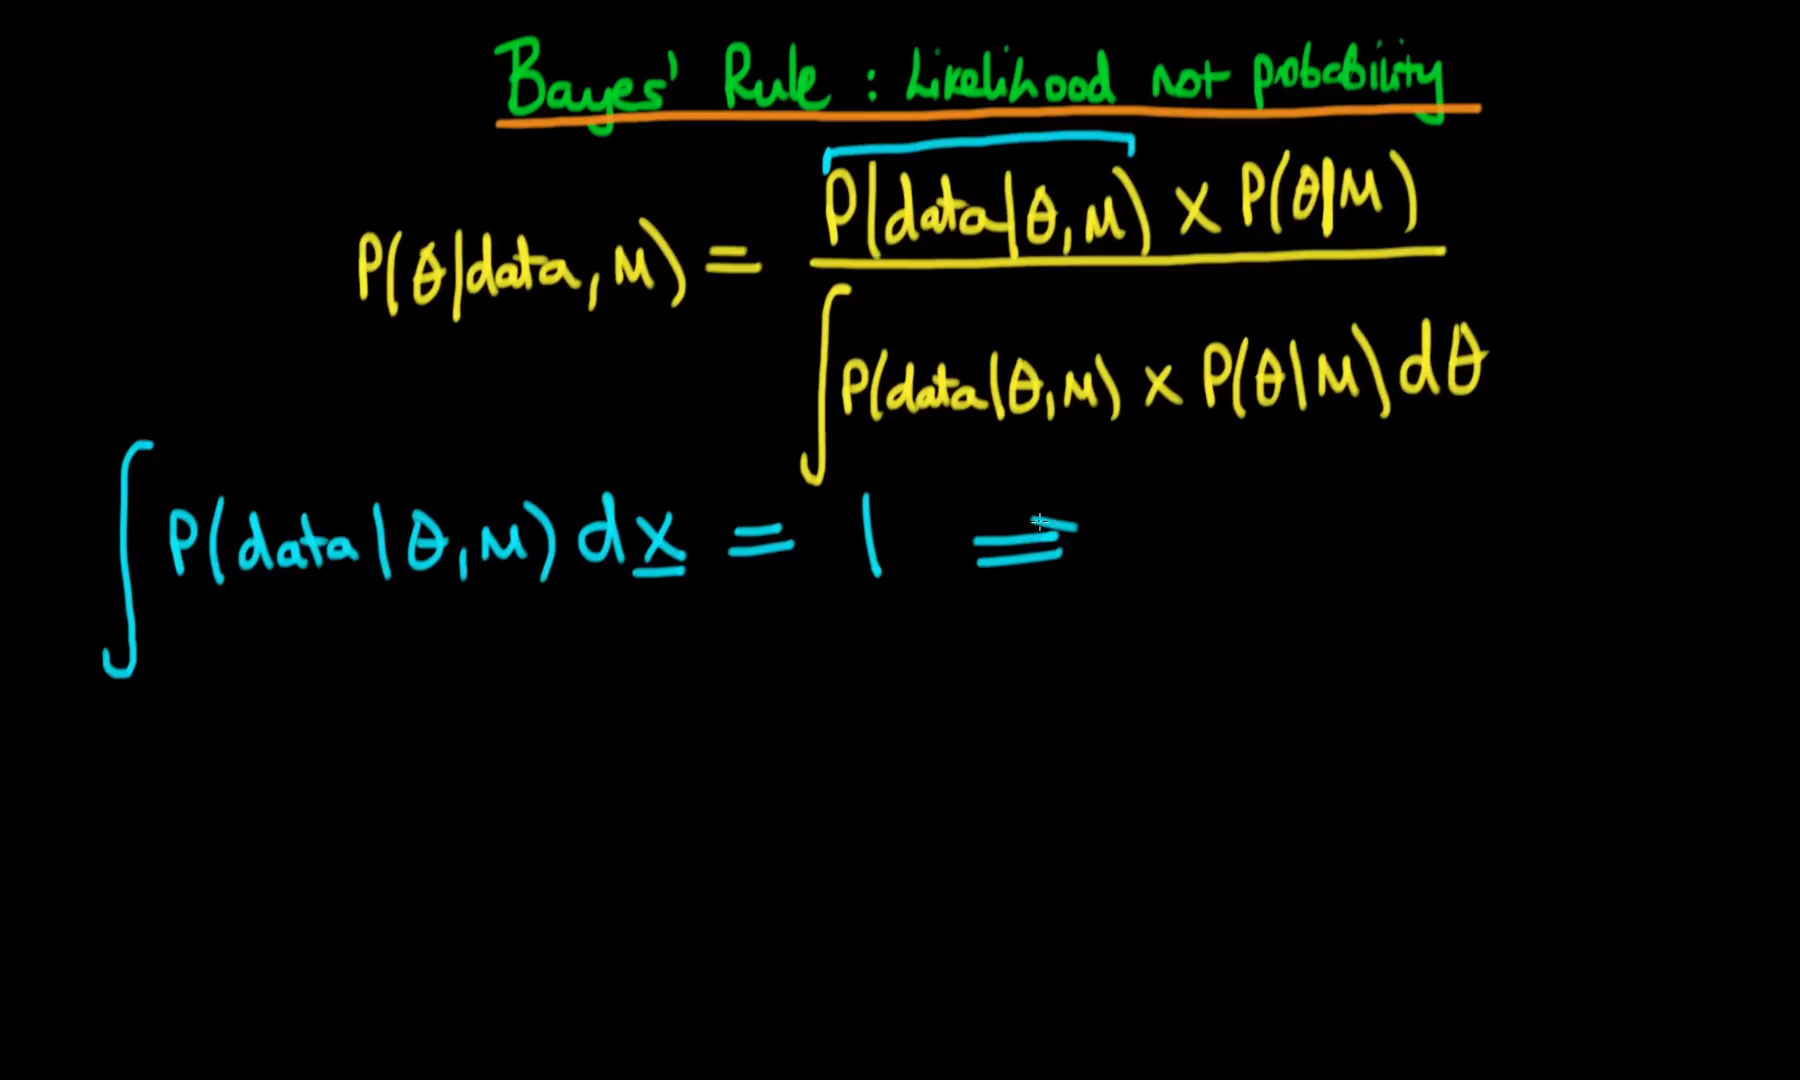 Bayes' Rule : Likelihood not probability
P(θ|data, M) = P(data|θ, M) × P(θ|M)
∫ P(data|θ, M) × P(θ|M) dθ
∫ P(data|θ, M) dx = 1 =